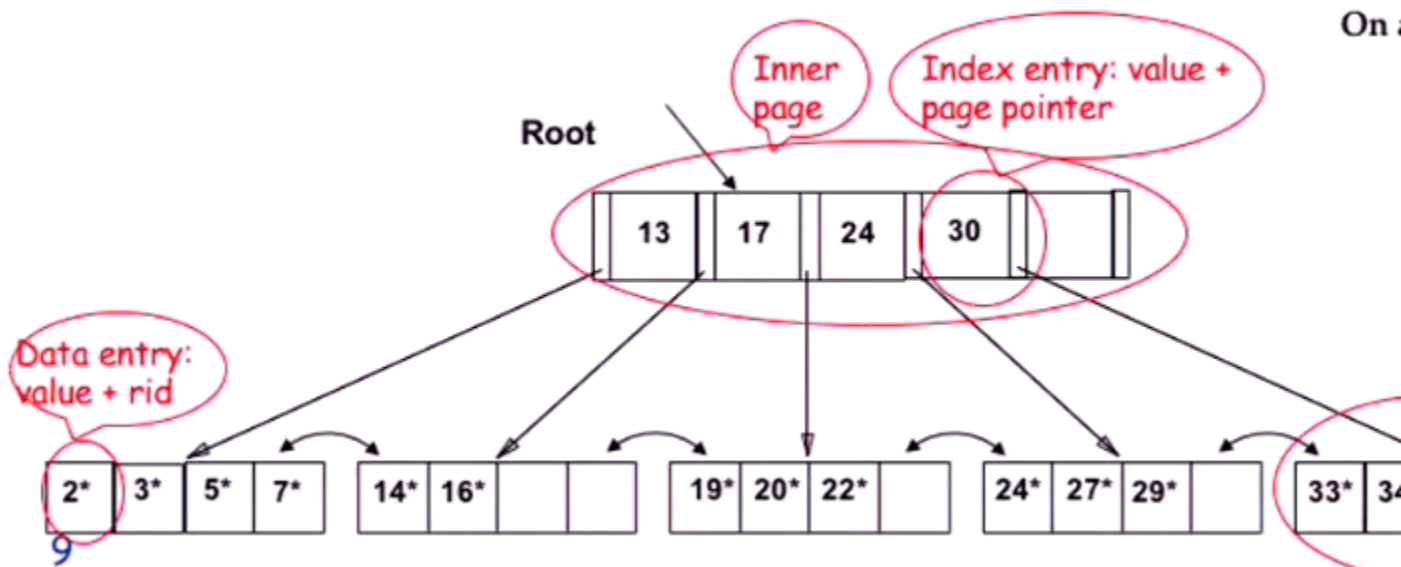 On a
Inner
page
Index entry: value +
page pointer
Root
13 17 24 30
Data entry:
value + rid
2* 3* 5* 7* 14* 16* 19* 20* 22* 24* 27* 29* 33* 34
9